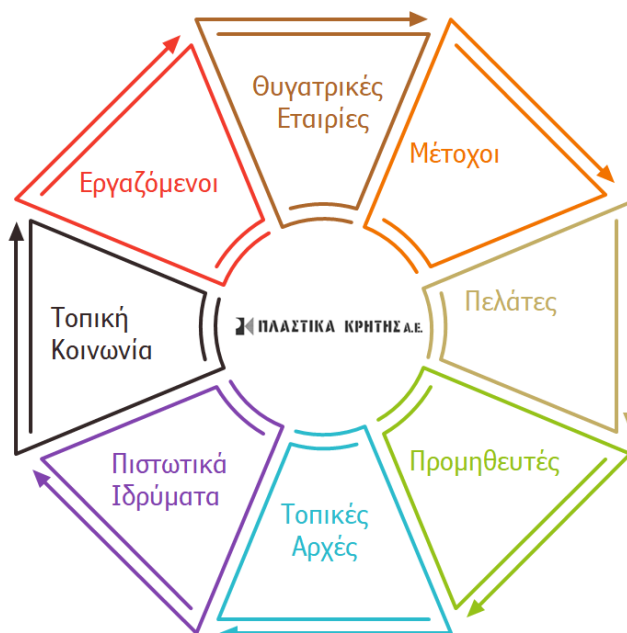 Θυγατρικές
Εταιρίες
Μέτοχοι
Πελάτες
Προμηθευτές
Τοπικές
Αρχές
Πιστωτικά
Ιδρύματα
Τοπική
Κοινωνία
Εργαζόμενοι
ΠΛΑΣΤΙΚΑ ΚΡΗΤΗΣ Α.Ε.